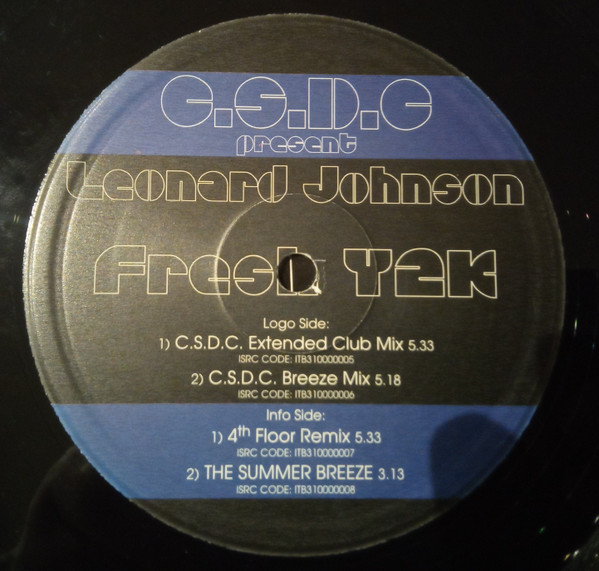 C.S.D.C
present
Leonard Johnson
Fresh Y2K
Logo Side:
1) C.S.D.C. Extended Club Mix 5.33
ISRC CODE: ITB310000005
2) C.S.D.C. Breeze Mix 5.18
ISRC CODE: ITB310000006
Info Side:
1) 4th Floor Remix 5.33
ISRC CODE: ITB310000007
2) THE SUMMER BREEZE 3.13
ISRC CODE: ITB310000008